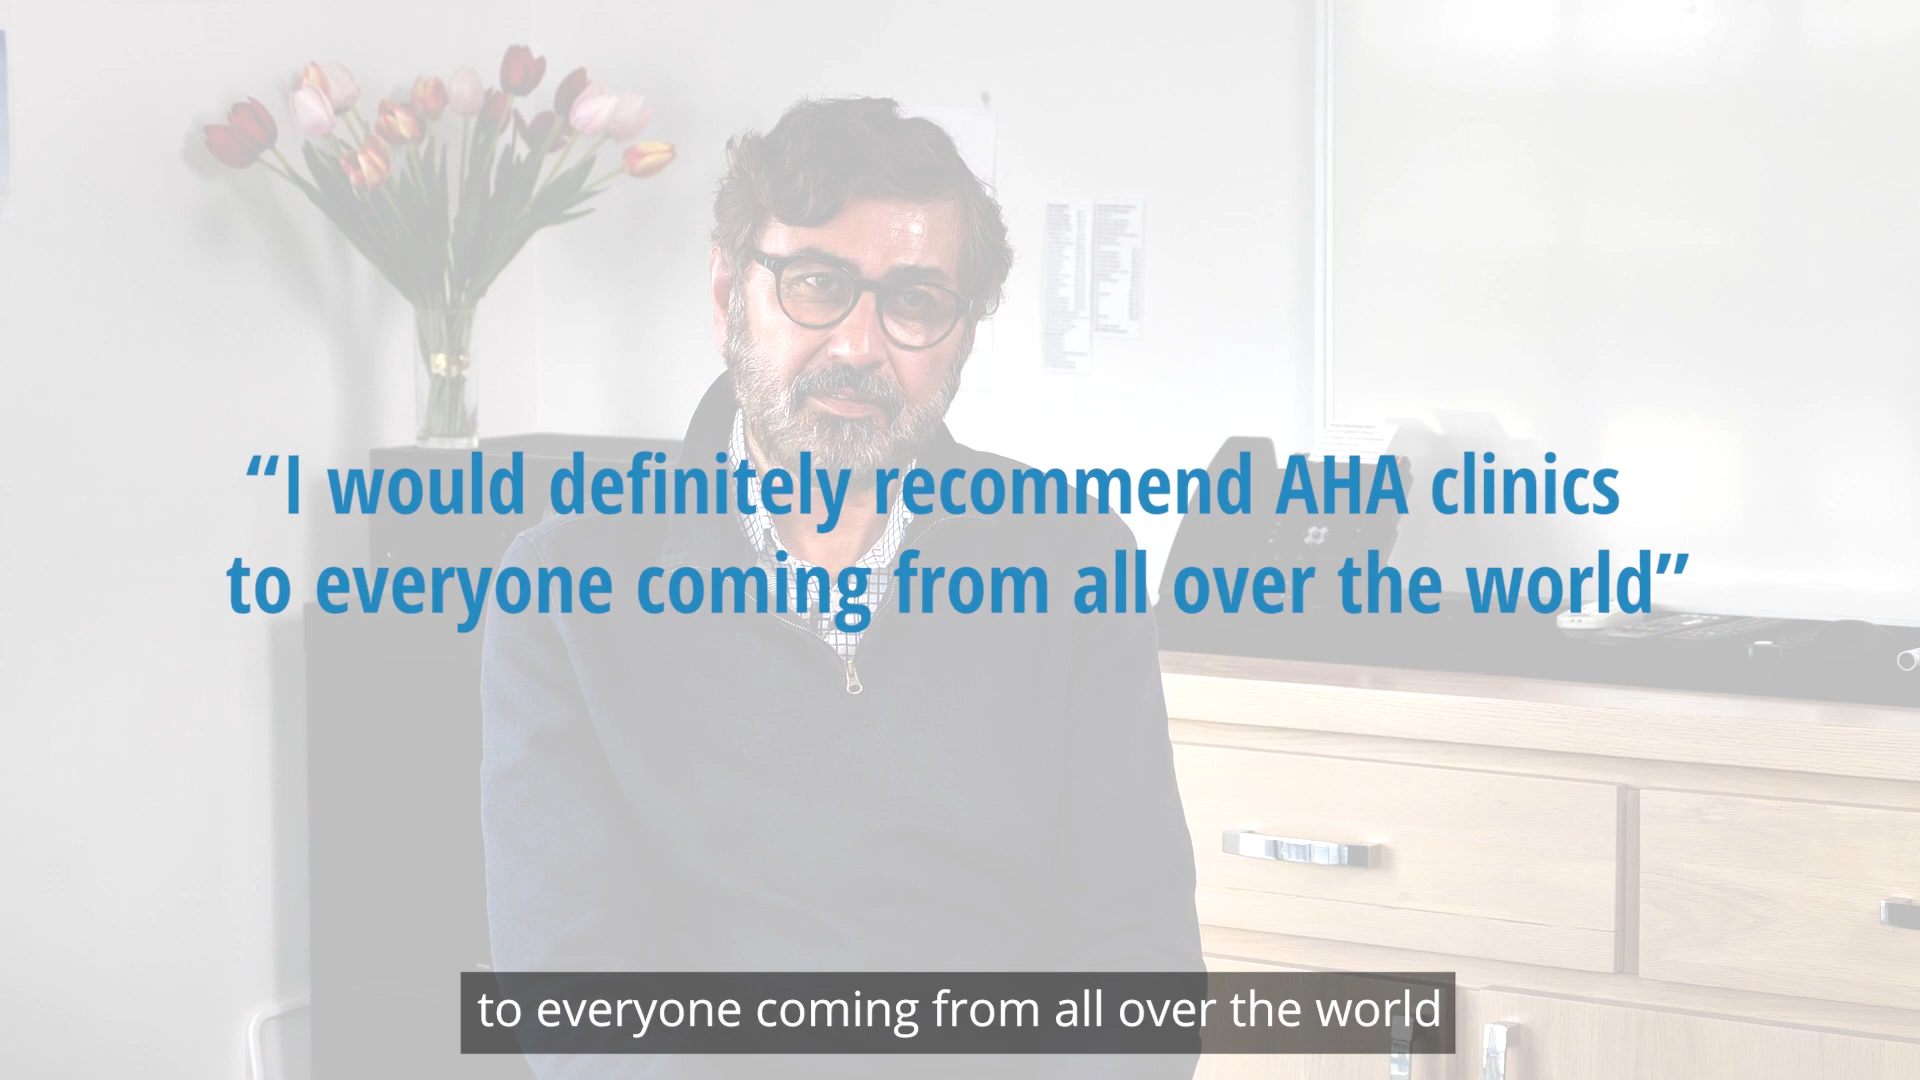 “I would definitely recommend AHA clinics
to everyone coming from all over the world”
to everyone coming from all over the world